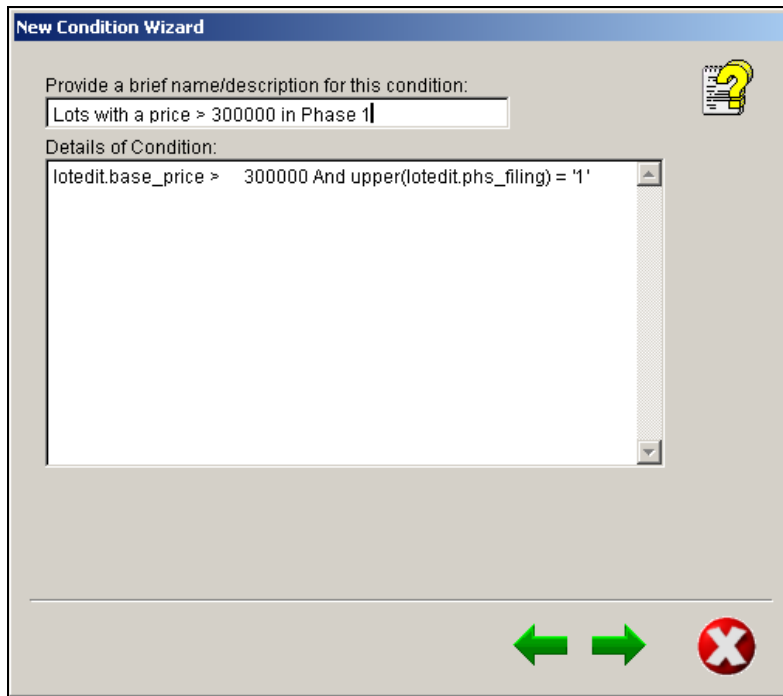 New Condition Wizard
Provide a brief name/description for this condition:
Lots with a price > 300000 in Phase 1
Details of Condition:
lotedit.base_price > 300000 And upper(lotedit.phs_filing) = '1'